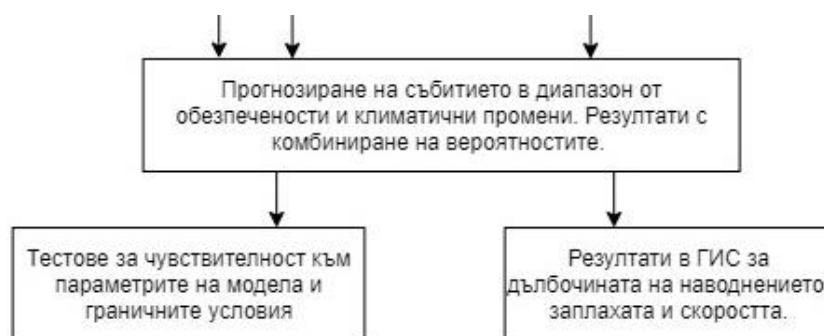 Прогнозиране на събитието в диапазон от
обезпечености и климатични промени. Резултати с
комбиниране на вероятностите.
Тестове за чувствителност към
параметрите на модела и
граничните условия
Резултати в ГИС за
дълбочината на наводнението
заплахата и скоростта.